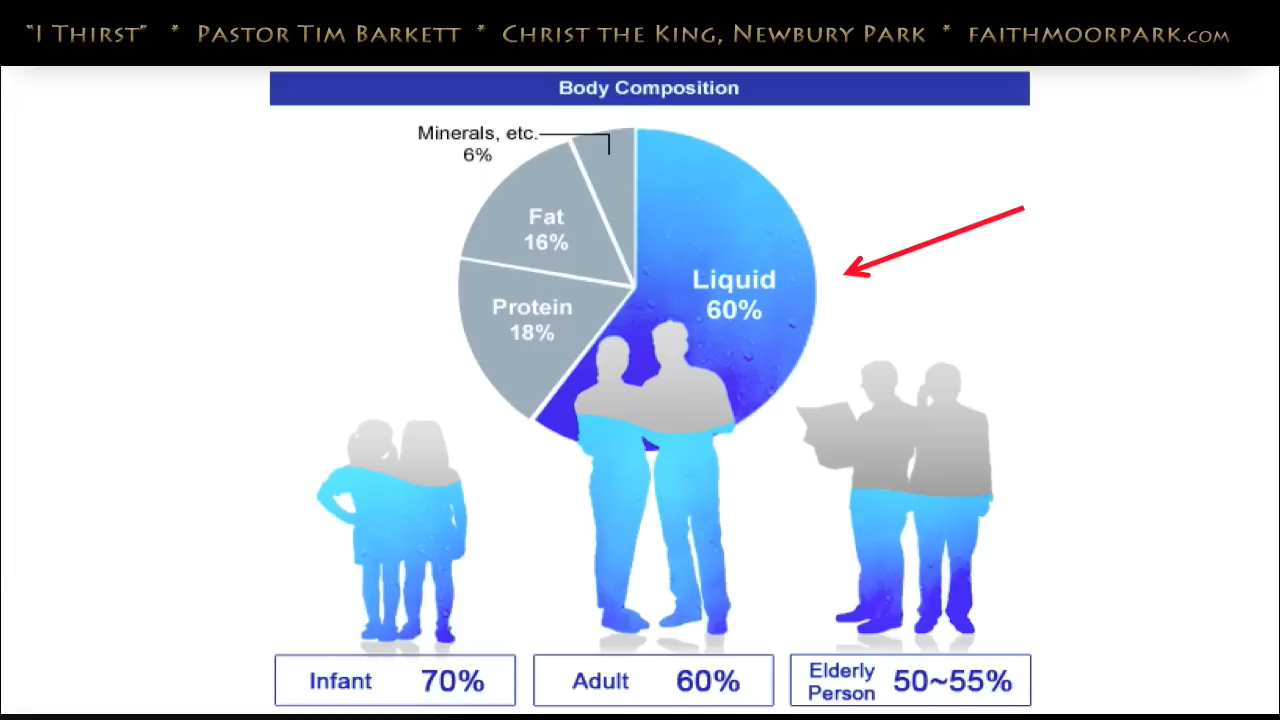 "I Thirst" * Pastor Tim Barkett * Christ the King, Newbury Park * faithmoorpark.com
Body Composition
Minerals, etc.
6%
Fat
16%
Liquid
60%
Protein
18%
Infant 70%
Adult 60%
Elderly Person 50~55%